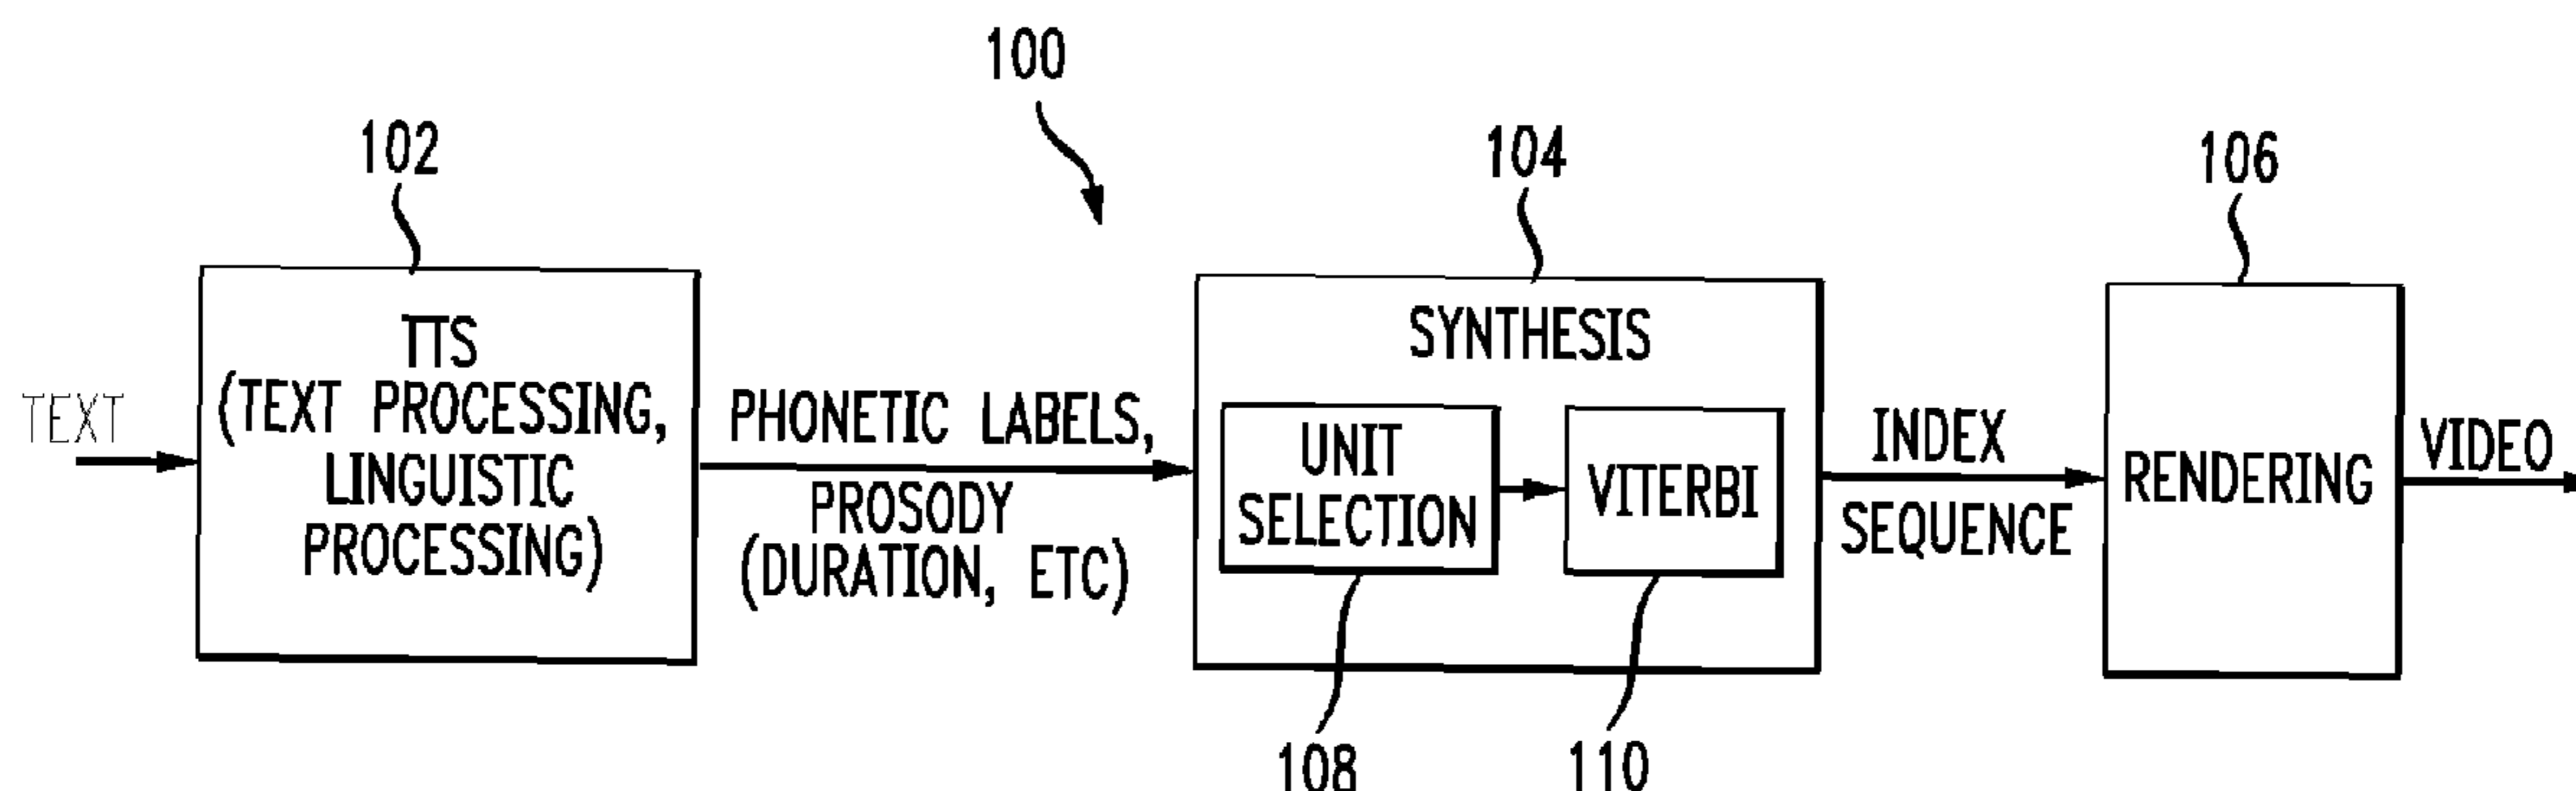 100
102
104
106
TEXT
TTS
(TEXT PROCESSING,
LINGUISTIC
PROCESSING)
PHONETIC LABELS,
PROSODY
(DURATION, ETC)
SYNTHESIS
UNIT
SELECTION
VITERBI
INDEX
SEQUENCE
RENDERING
VIDEO
108
110